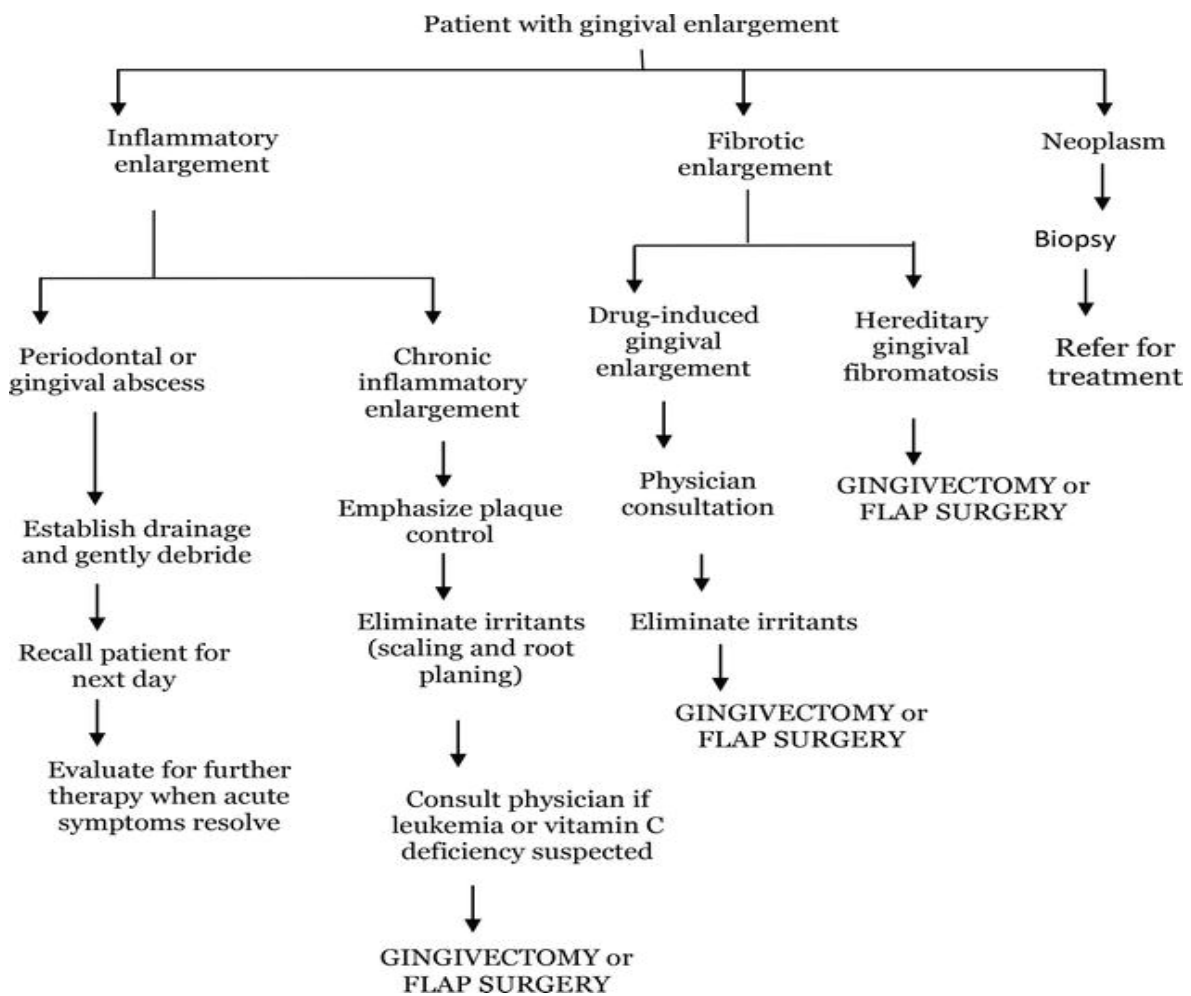 Patient with gingival enlargement
Inflammatory
enlargement
Fibrotic
enlargement
Neoplasm
Biopsy
Refer for
treatment
Periodontal or
gingival abscess
Chronic
inflammatory
enlargement
Drug-induced
gingival
enlargement
Hereditary
gingival
fibromatosis
Establish drainage
and gently debride
Recall patient for
next day
Evaluate for further
therapy when acute
symptoms resolve
Emphasize plaque
control
Eliminate irritants
(scaling and root
planing)
Consult physician if
leukemia or vitamin C
deficiency suspected
GINGIVECTOMY or
FLAP SURGERY
Physician
consultation
Eliminate irritants
GINGIVECTOMY or
FLAP SURGERY
GINGIVECTOMY or
FLAP SURGERY